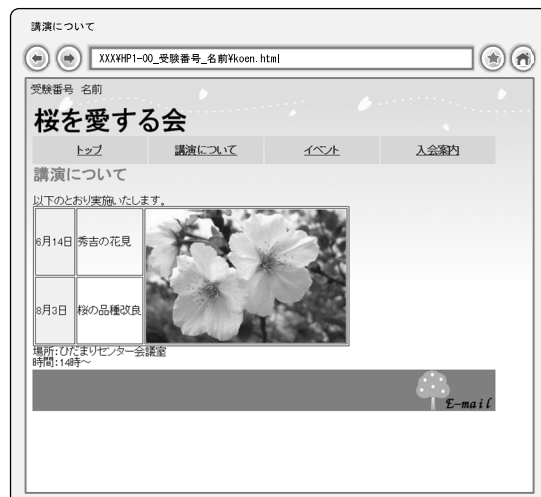 講演について
XXX¥HP1-00_受験番号_名前¥koen.html
受験番号 名前
桜を愛する会
トップ 講演について イベント 入会案内
講演について
以下のとおり実施いたします。
6月14日 秀吉の花見
8月3日 桜の品種改良
場所:ひだまりセンター会議室
時間:14時～
E-mail